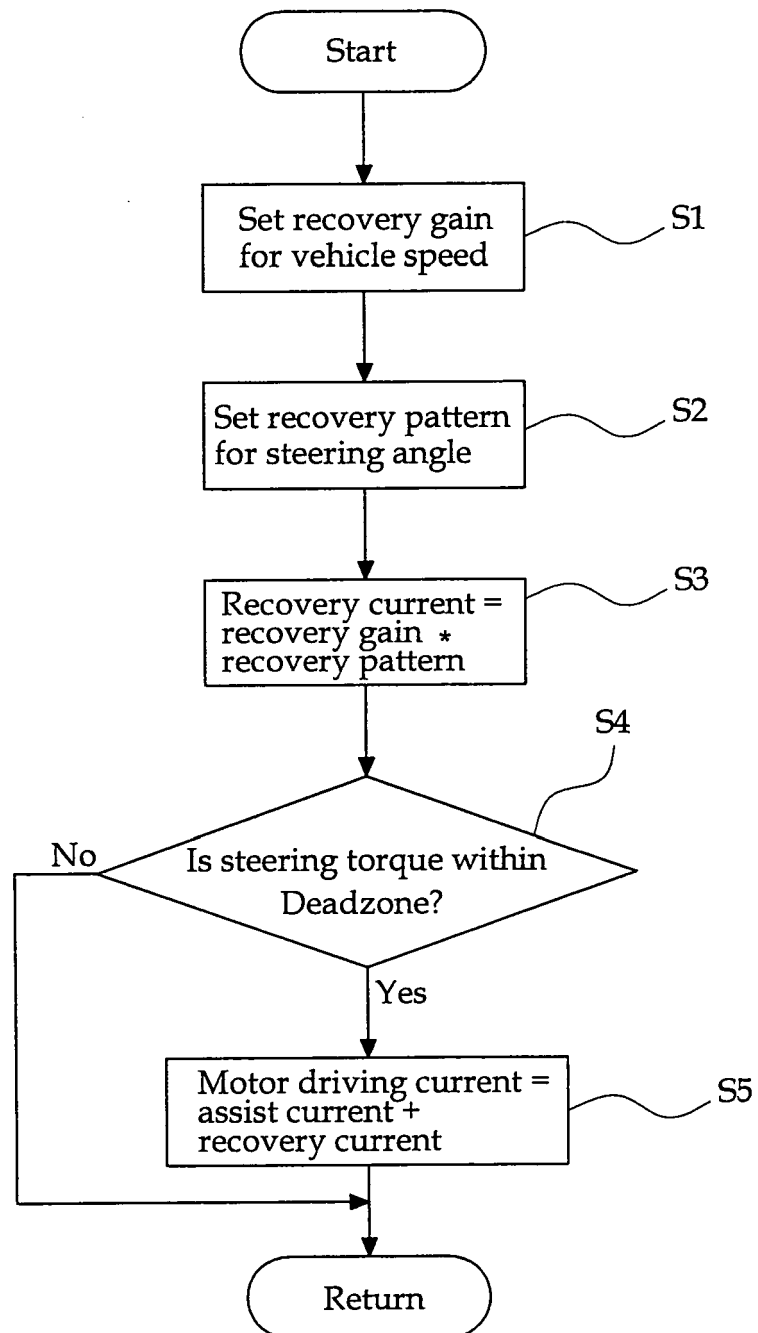 Start
Set recovery gain
for vehicle speed
S1
Set recovery pattern
for steering angle
S2
Recovery current =
recovery gain *
recovery pattern
S3
S4
No
Is steering torque within
Deadzone?
Yes
Motor driving current =
assist current +
recovery current
S5
Return